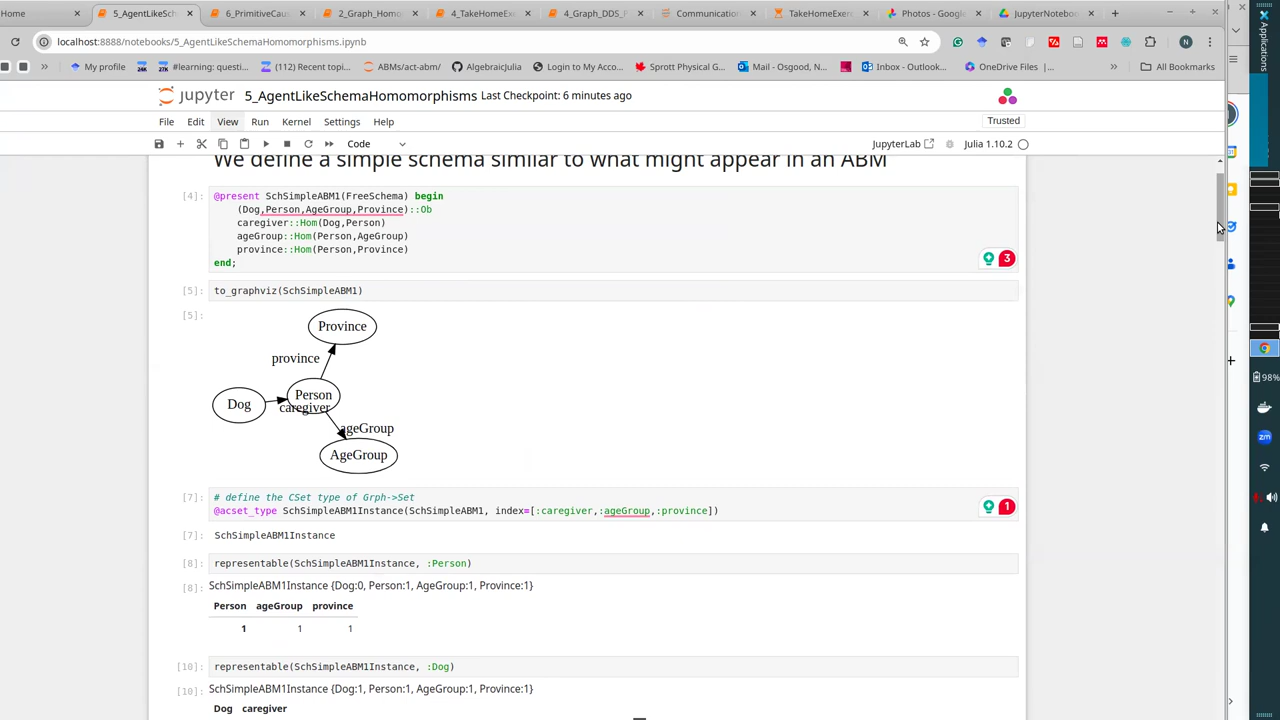 Home
5_AgentLikeSch
6_PrimitiveCaus
2_Graph_Homo
4_TakeHomeExe
4_Graph_DDS_F
Communication
TakeHomeExerc
Photos - Google
JupyterNotebo
localhost:8888/notebooks/5_AgentLikeSchemaHomomorphisms.ipynb
My profile
#learning: questi...
(112) Recent topi...
ABMs/act-abm/
AlgebraicJulia
Login to My Acco...
Sprott Physical G...
Mail - Osgood, N...
Inbox - Outlook...
OneDrive Files |...
All Bookmarks
jupyter 5_AgentLikeSchemaHomomorphisms Last Checkpoint: 6 minutes ago
File Edit View Run Kernel Settings Help
Trusted
Code
JupyterLab
Julia 1.10.2
We define a simple schema similar to what might appear in an ABM
[4]: @present SchSimpleABM1(FreeSchema) begin
(Dog,Person,AgeGroup,Province)::Ob
caregiver::Hom(Dog,Person)
ageGroup::Hom(Person,AgeGroup)
province::Hom(Person,Province)
end;
3
[5]: to_graphviz(SchSimpleABM1)
[5]:
Province
province
Person
Dog
caregiver
ageGroup
AgeGroup
[7]: # define the CSet type of Grph->Set
@acset_type SchSimpleABM1Instance(SchSimpleABM1, index=[:caregiver,:ageGroup,:province])
1
[7]: SchSimpleABM1Instance
[8]: representable(SchSimpleABM1Instance, :Person)
[8]: SchSimpleABM1Instance {Dog:0, Person:1, AgeGroup:1, Province:1}
Person ageGroup province
1 1 1
[10]: representable(SchSimpleABM1Instance, :Dog)
[10]: SchSimpleABM1Instance {Dog:1, Person:1, AgeGroup:1, Province:1}
Dog caregiver
Applications
98%
zm